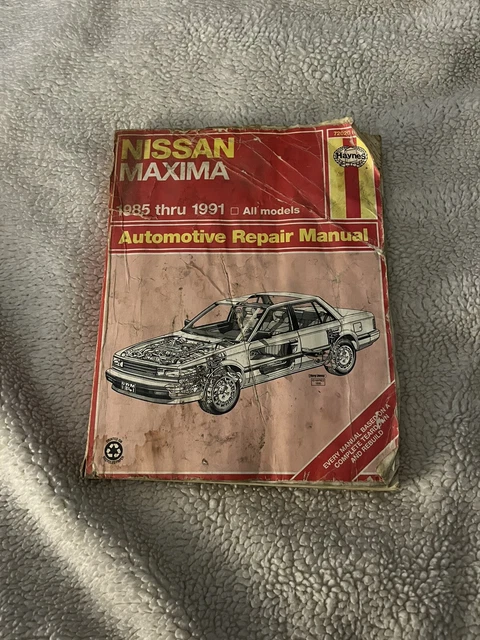 NISSAN
MAXIMA
1985 thru 1991 □ All models
Haynes
Automotive Repair Manual
EVERY MANUAL BASED ON A
COMPLETE TEARDOWN
AND REBUILD